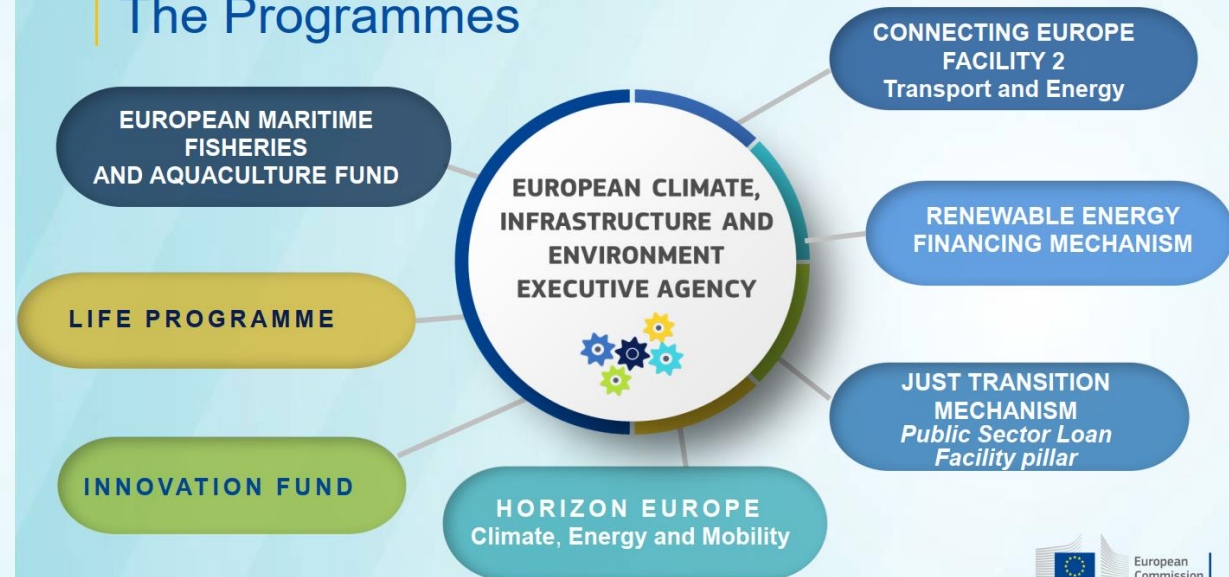 The Programmes
CONNECTING EUROPE
FACILITY 2
Transport and Energy
EUROPEAN MARITIME
FISHERIES
AND AQUACULTURE FUND
EUROPEAN CLIMATE,
INFRASTRUCTURE AND
ENVIRONMENT
EXECUTIVE AGENCY
RENEWABLE ENERGY
FINANCING MECHANISM
LIFE PROGRAMME
JUST TRANSITION
MECHANISM
Public Sector Loan
Facility pillar
INNOVATION FUND
HORIZON EUROPE
Climate, Energy and Mobility
European
Commission